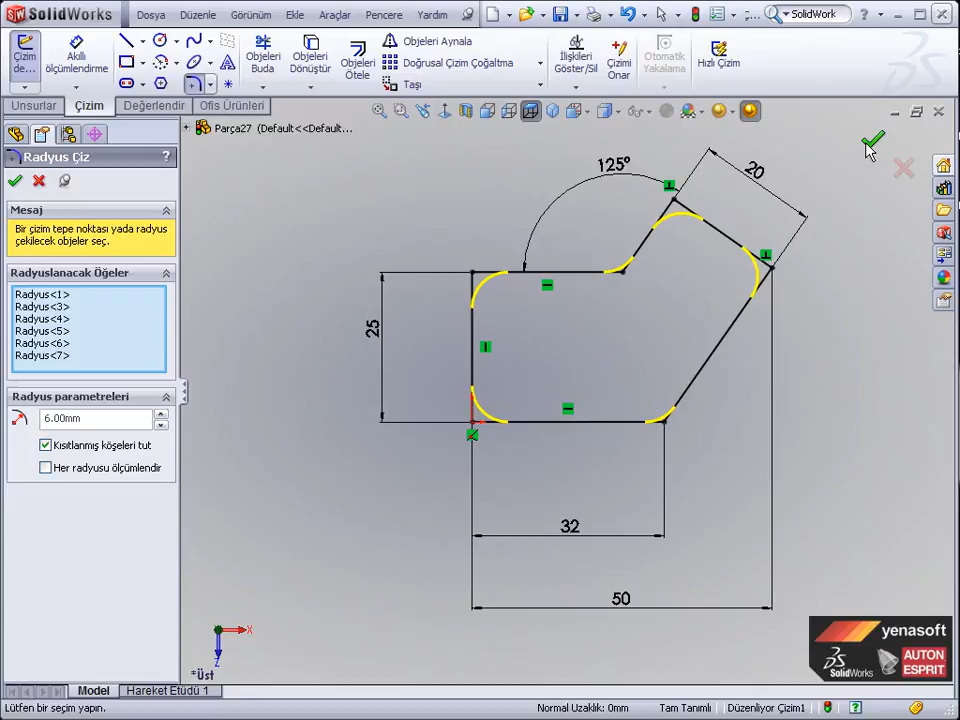 SolidWorks
Dosya Düzenle Görünüm Ekle Araçlar Pencere Yardım
SolidWork
Çizim de...
Akıllı ölçümlendirme
Objeleri Buda
Objeleri Dönüştür
Objeleri Ötele
Objeleri Aynala
Doğrusal Çizim Çoğaltma
Taşı
İlişkileri Göster/Sil
Çizimi Onar
Otomatik Yakalama
Hızlı Çizim
Unsurlar Çizim Değerlendir Ofis Ürünleri
Parça27 (Default<<Default...
Radyus Çiz ?
Mesaj
Bir çizim tepe noktası yada radyus
çekilecek objeler seç.
Radyuslanacak Öğeler
Radyus<1>
Radyus<3>
Radyus<4>
Radyus<5>
Radyus<6>
Radyus<7>
Radyus parametreleri
6.00mm
Kısıtlanmış köşeleri tut
Her radyusu ölçümlendir
125°
20
25
32
50
X
Z
*Üst
yenasoft
SolidWorks
AUTON
ESPRIT
Model Hareket Etüdü 1
Lütfen bir seçim yapın.
Normal Uzaklık: 0mm Tam Tanımlı Düzenliyor Çizim1